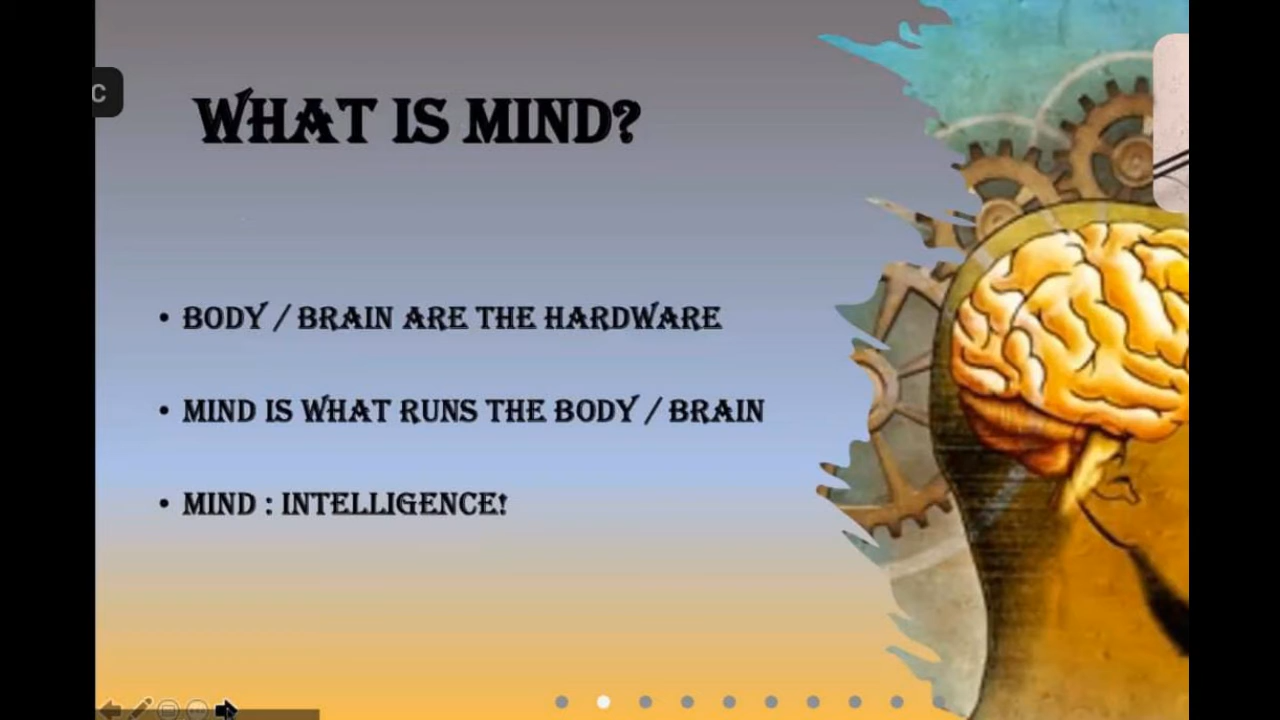 C
WHAT IS MIND?
• BODY / BRAIN ARE THE HARDWARE
• MIND IS WHAT RUNS THE BODY / BRAIN
• MIND : INTELLIGENCE!